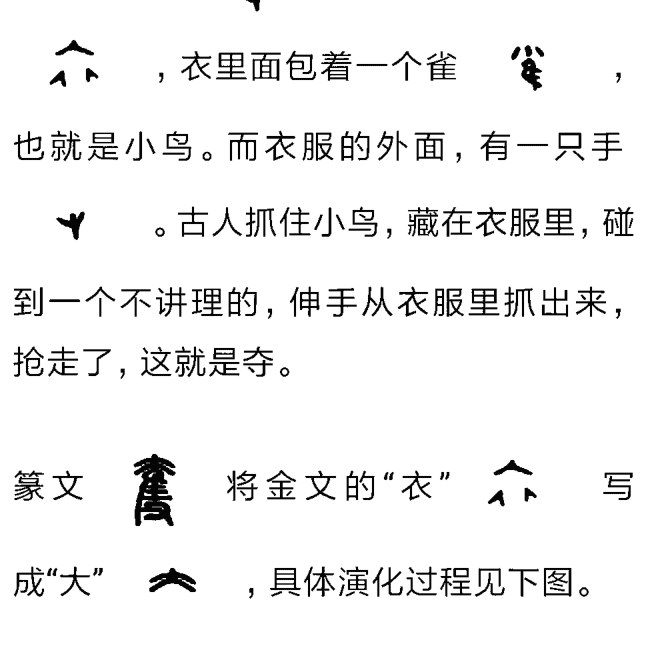 ，衣里面包着一个雀，
也就是小鸟。而衣服的外面，有一只手
。古人抓住小鸟，藏在衣服里，碰
到一个不讲理的，伸手从衣服里抓出来，
抢走了，这就是夺。
篆文 将金文的“衣” 写
成“大” ，具体演化过程见下图。